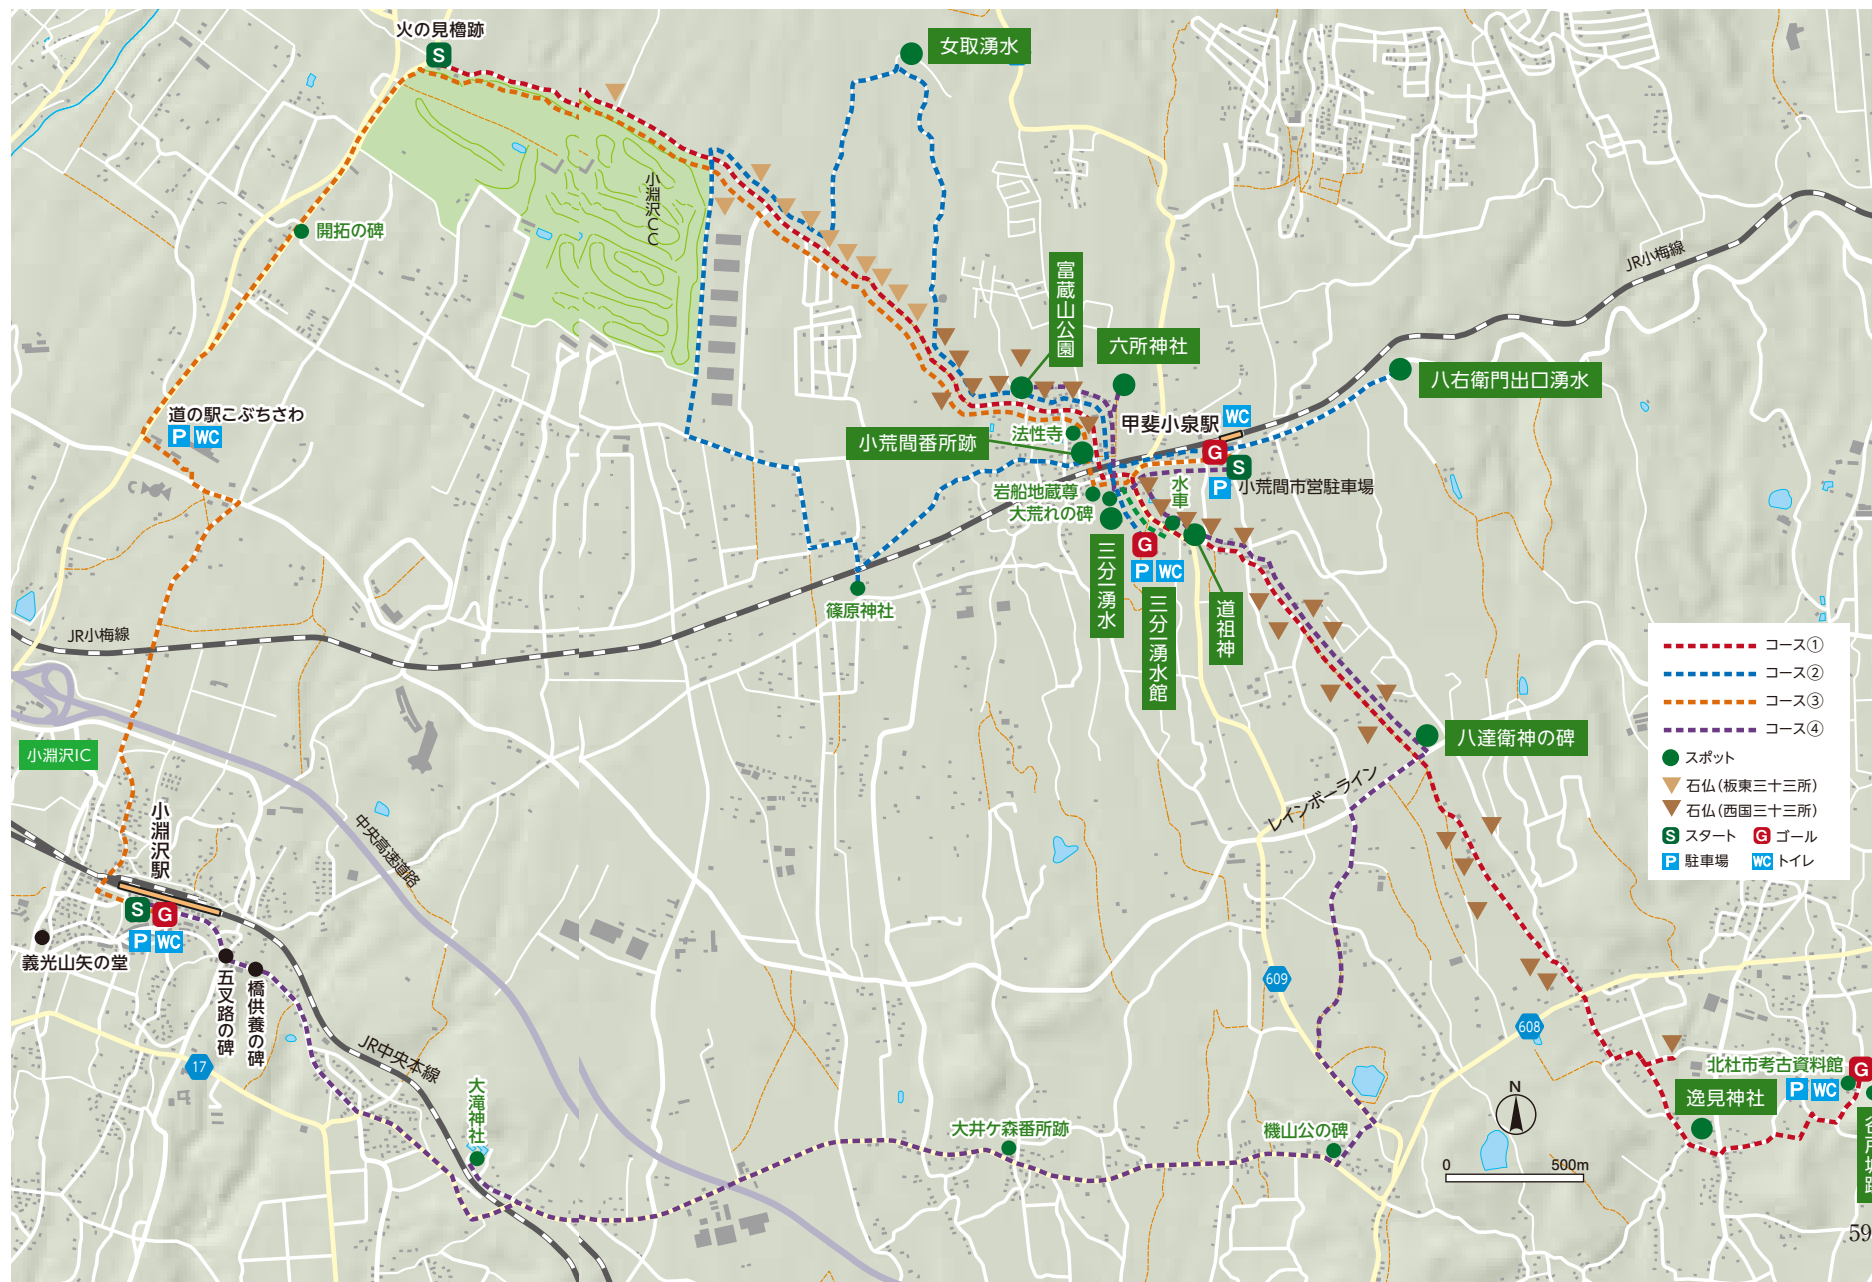 火の見櫓跡
S
女取湧水
小淵沢CC
開拓の碑
富蔵山公園
六所神社
JR小梅線
八右衛門出口湧水
道の駅こぶちさわ
P WC
小荒間番所跡
法性寺
甲斐小泉駅
WC
G
S
P 小荒間市営駐車場
水車
岩船地蔵尊
大荒れの碑
G
P WC
三分一湧水
三分一湧水館
道祖神
篠原神社
JR小梅線
コース①
コース②
コース③
コース④
スポット
石仏(板東三十三所)
石仏(西国三十三所)
S スタート G ゴール
P 駐車場 WC トイレ
八達衛神の碑
レインボーライン
小淵沢IC
小淵沢駅
中央高速道路
S G
P WC
義光山矢の堂
五叉路の碑
橋供養の碑
17
JR中央本線
大滝神社
大井ケ森番所跡
機山公の碑
609
608
N
0 500m
北杜市考古資料館
G
P WC
逸見神社
59